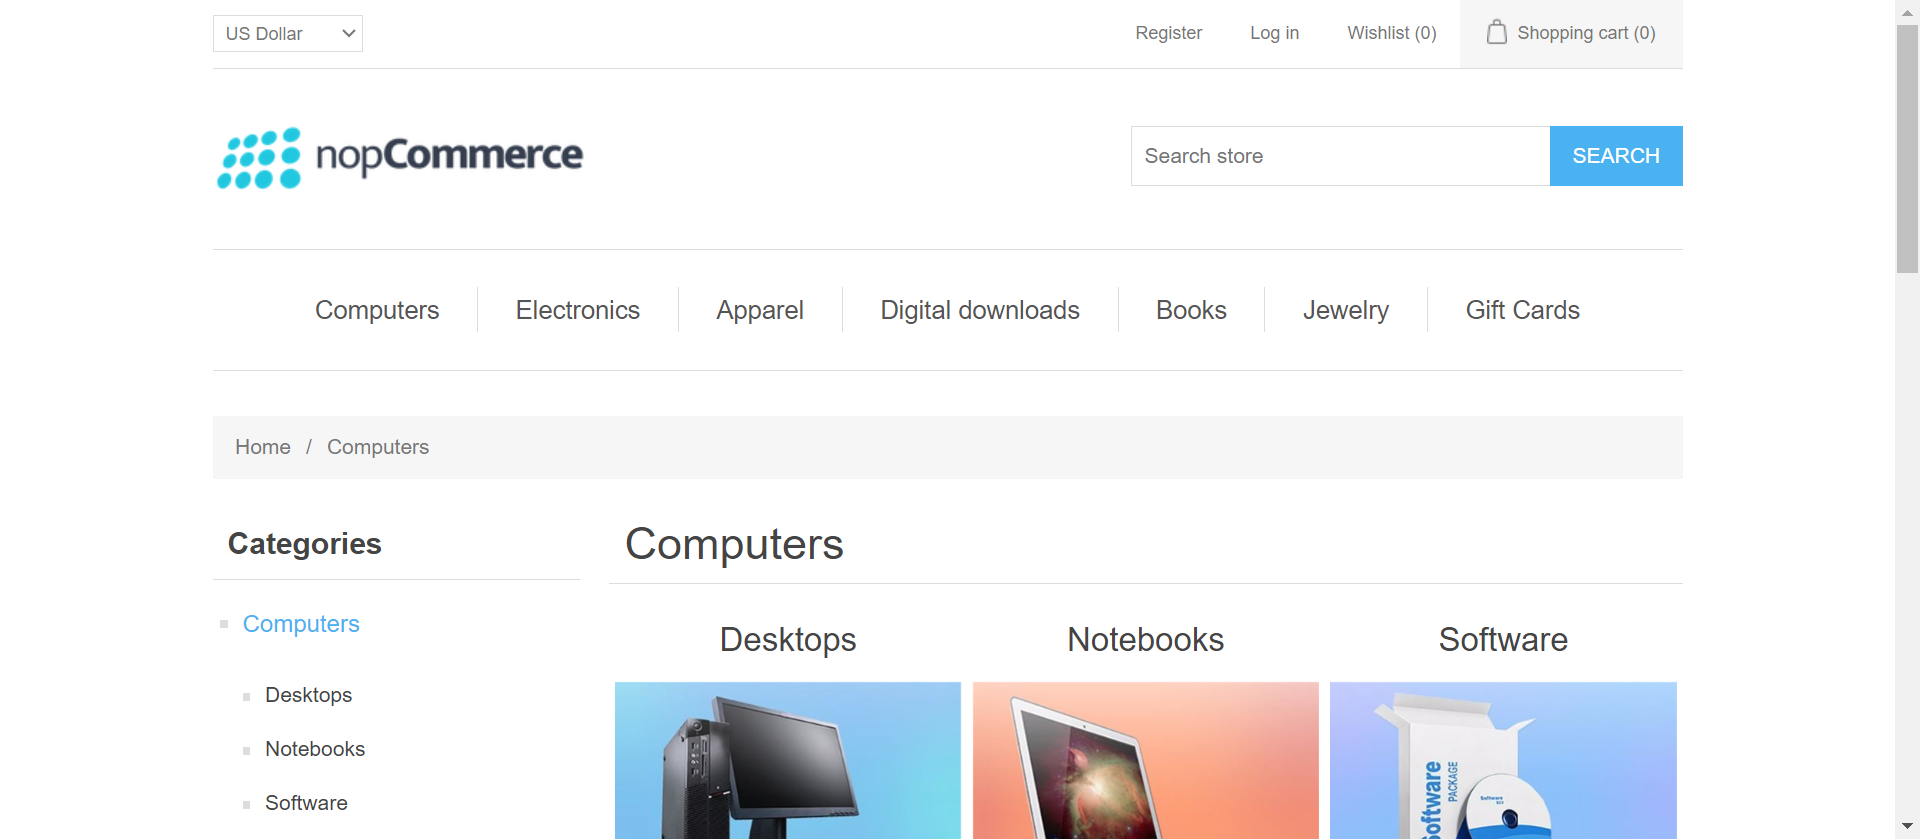 US Dollar
Register
Log in
Wishlist (0)
Shopping cart (0)
nopCommerce
Search store
SEARCH
Computers
Electronics
Apparel
Digital downloads
Books
Jewelry
Gift Cards
Home / Computers
Categories
Computers
Desktops
Notebooks
Software
Computers
Desktops
Notebooks
Software
Software
PACKAGE
Software